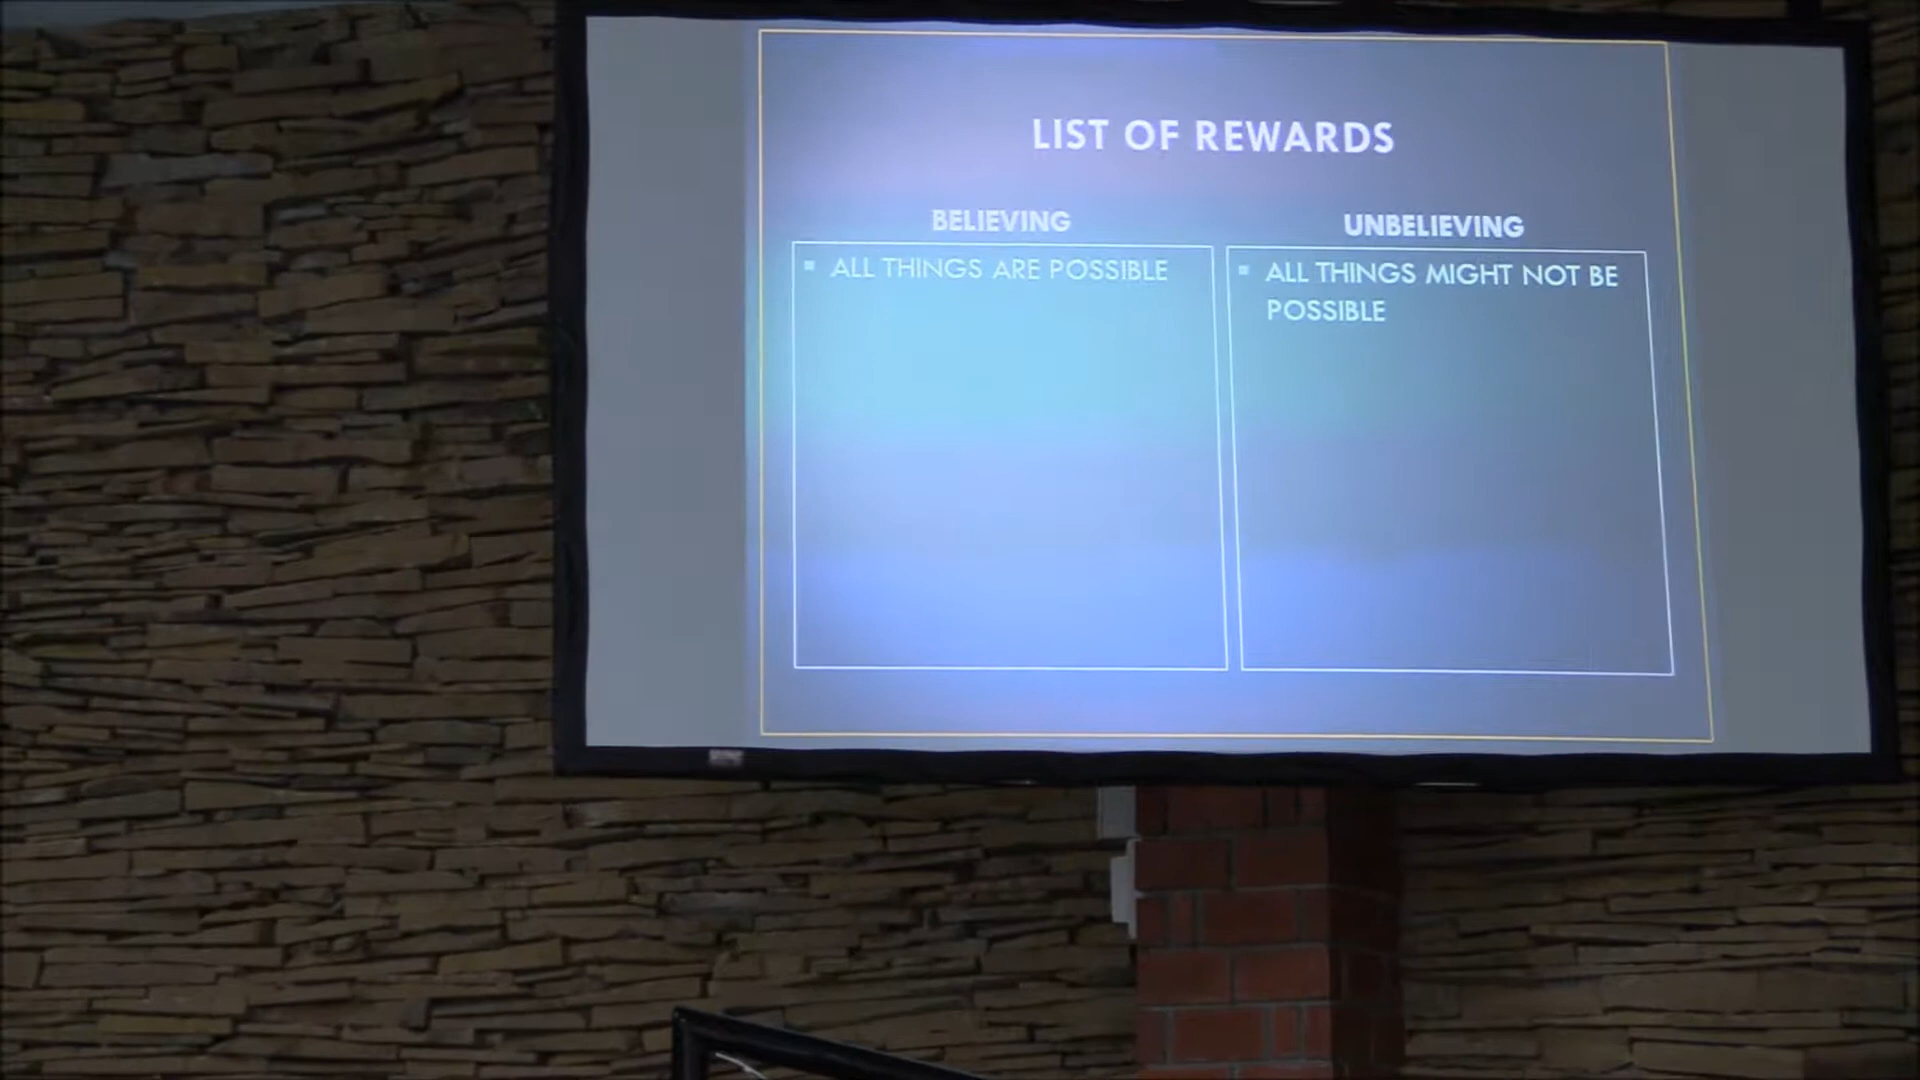 LIST OF REWARDS
BELIEVING
▪ ALL THINGS ARE POSSIBLE
UNBELIEVING
▪ ALL THINGS MIGHT NOT BE
POSSIBLE